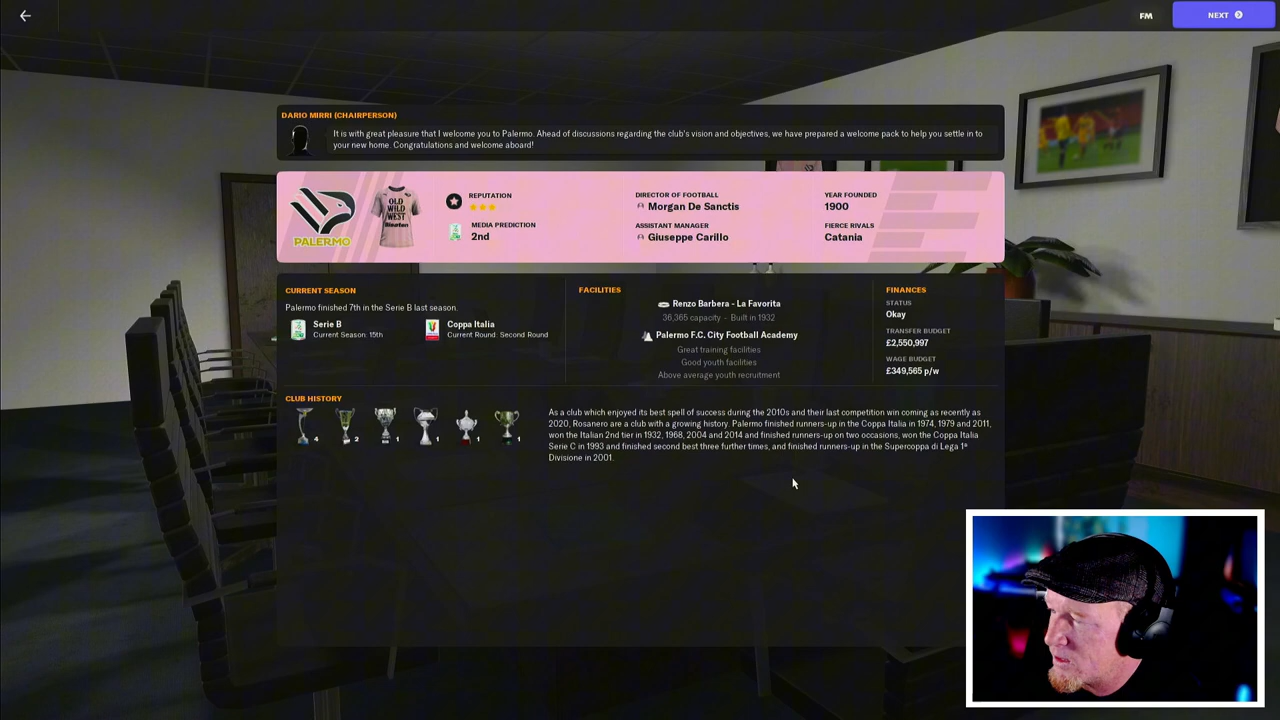 FM
NEXT
DARIO MIRRI (CHAIRPERSON)
It is with great pleasure that I welcome you to Palermo. Ahead of discussions regarding the club's vision and objectives, we have prepared a welcome pack to help you settle in to
your new home. Congratulations and welcome aboard!
PALERMO
OLD
WILD
WEST
REPUTATION
MEDIA PREDICTION
2nd
DIRECTOR OF FOOTBALL
Morgan De Sanctis
ASSISTANT MANAGER
Giuseppe Carillo
YEAR FOUNDED
1900
FIERCE RIVALS
Catania
CURRENT SEASON
Palermo finished 7th in the Serie B last season.
Serie B
Current Season: 15th
Coppa Italia
Current Round: Second Round
FACILITIES
Renzo Barbera - La Favorita
36,365 capacity - Built in 1932
Palermo F.C. City Football Academy
Great training facilities
Good youth facilities
Above average youth recruitment
FINANCES
STATUS
Okay
TRANSFER BUDGET
£2,550,997
WAGE BUDGET
£349,565 p/w
CLUB HISTORY
4 2 1 1 1 1
As a club which enjoyed its best spell of success during the 2010s and their last competition win coming as recently as
2020, Rosanero are a club with a growing history. Palermo finished runners-up in the Coppa Italia in 1974, 1979 and 2011,
won the Italian 2nd tier in 1932, 1968, 2004 and 2014 and finished runners-up on two occasions, won the Coppa Italia
Serie C in 1993 and finished second best three further times, and finished runners-up in the Supercoppa di Lega 1ª
Divisione in 2001.